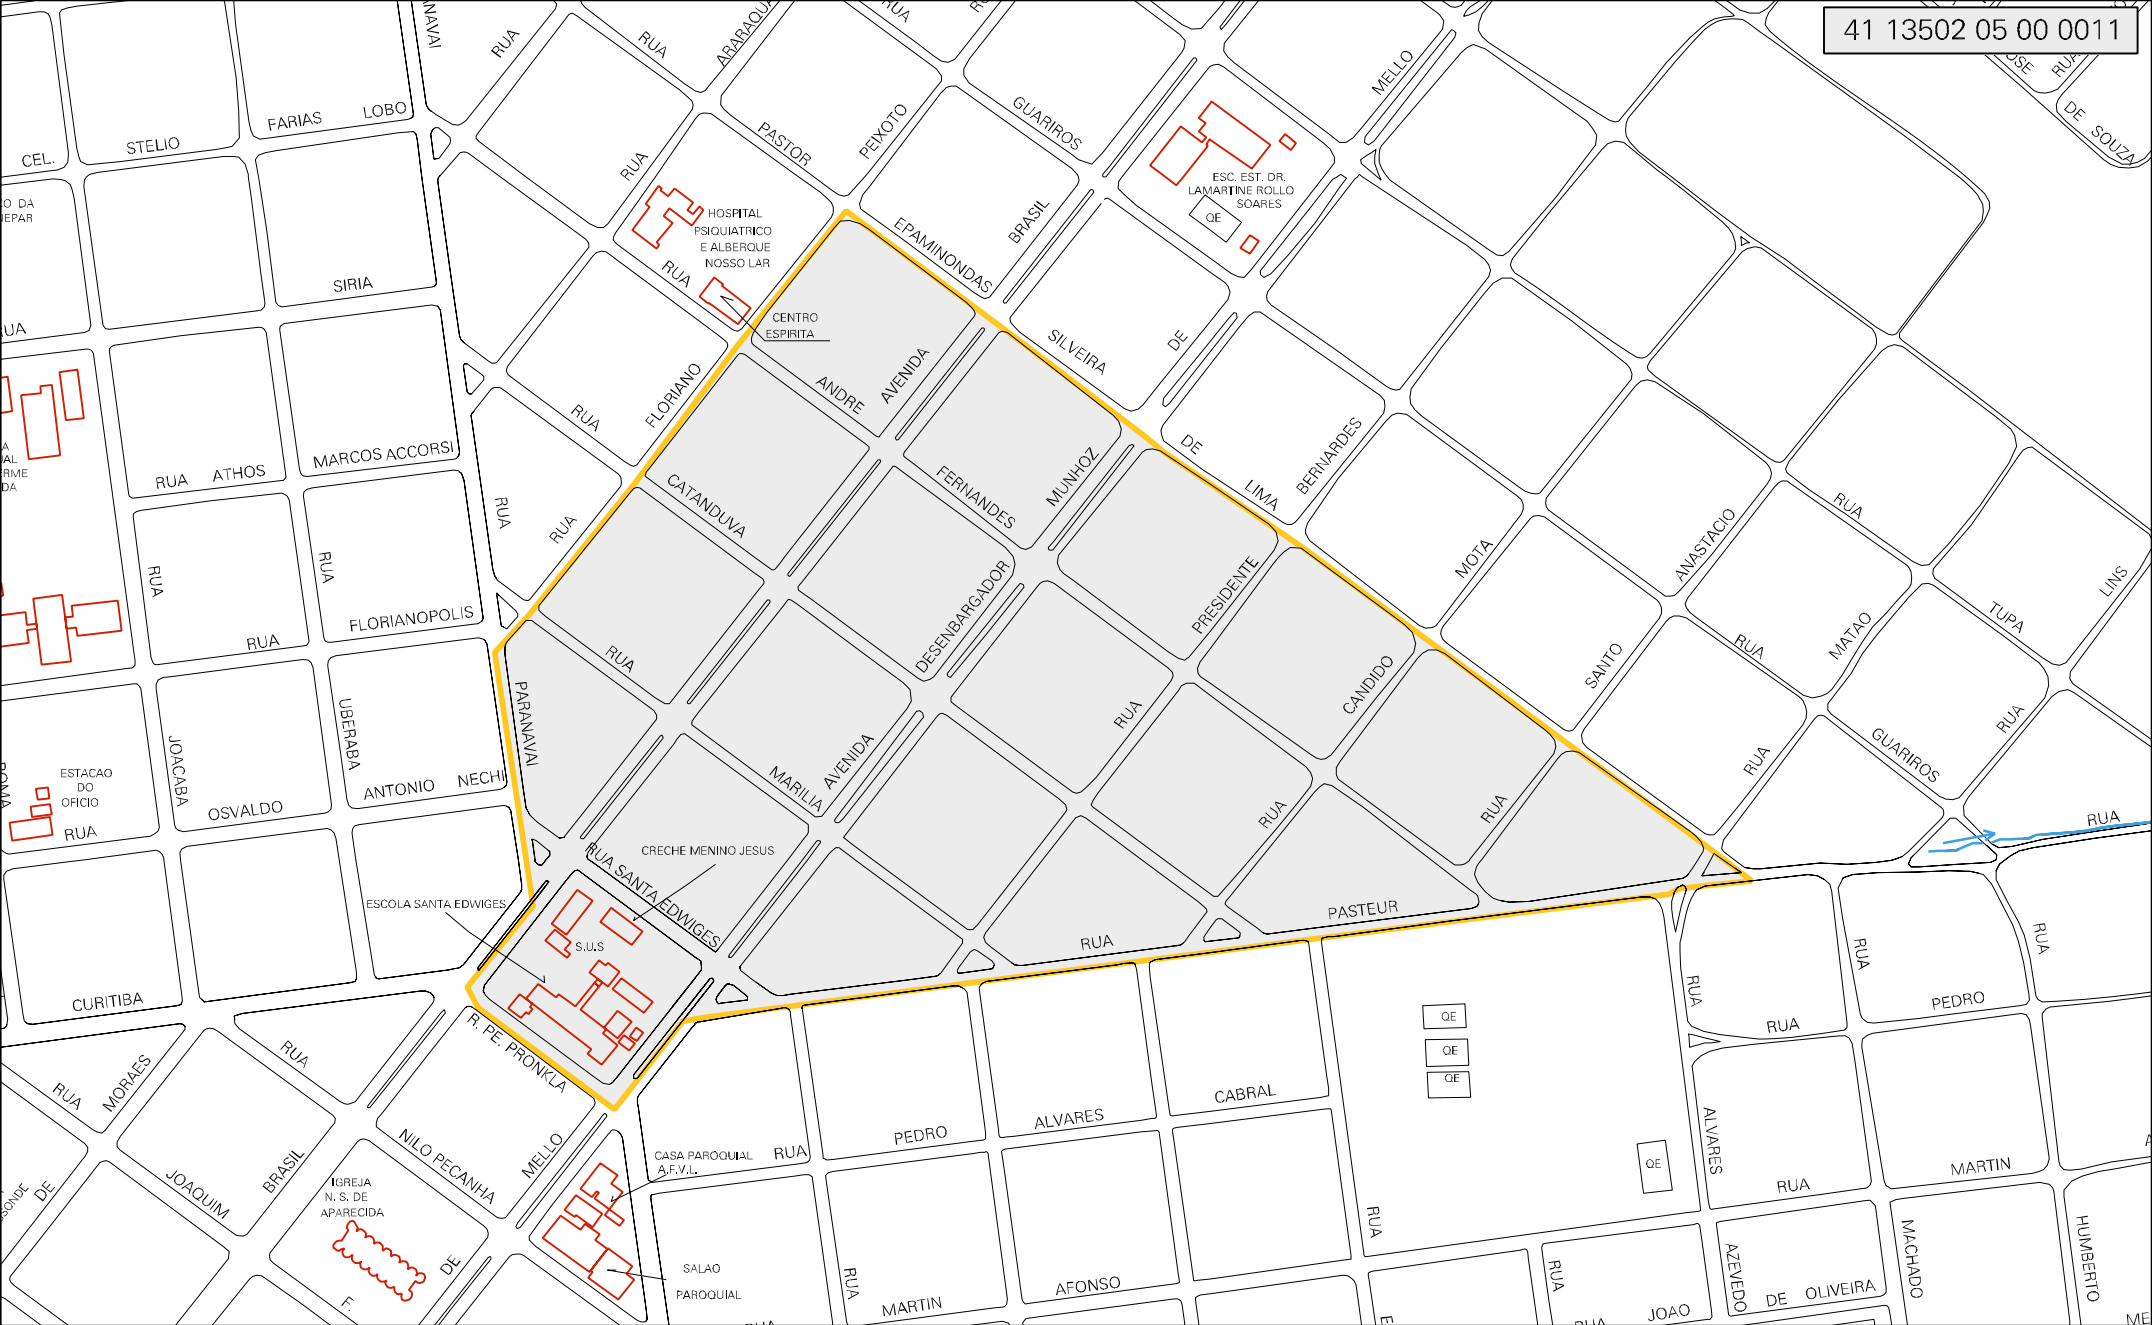 41 13502 05 00 0011
RUA
RUA
ARARAQUA
RUA
MELLO
RUA
DE SOUZA
CEL.
STELIO
FARIAS LOBO
GUARIROS
PASTOR
PEIXOTO
RUA
ESC. EST. DR.
LAMARTINE ROLLO
SOARES
QE
HOSPITAL
PSIQUIATRICO
E ALBERQUE
NOSSO LAR
RUA
EPAMINONDAS
BRASIL
SIRIA
CENTRO
ESPIRITA
SILVEIRA
DE
FLORIANO
ANDRE
AVENIDA
RUA
RUA ATHOS
MARCOS ACCORSI
DE
LIMA
BERNARDES
CATANDUVA
FERNANDES
MUNHOZ
RUA
RUA
RUA
ANASTACIO
MOTA
RUA
RUA
RUA
FLORIANOPOLIS
RUA
DESENBARGADOR
PRESIDENTE
LINS
TUPA
MATAO
RUA
RUA
SANTO
CANDIDO
PARANAVAI
UBERABA
JOACABA
RUA
RUA
GUARIROS
RUA
ESTACAO
DO
OFICIO
ANTONIO NECHI
OSVALDO
RUA
MARILIA
AVENIDA
RUA
RUA
RUA
CRECHE MENINO JESUS
RUA SANTA EDWIGES
ESCOLA SANTA EDWIGES
S.U.S
PASTEUR
RUA
RUA
RUA
RUA
CURITIBA
PEDRO
RUA
QE
QE
QE
R. PE. PRONKLA
RUA
RUA
MORAES
CABRAL
ALVARES
PEDRO
RUA
CASA PAROQUIAL
A.F.V.L.
ALVARES
QE
MARTIN
RUA
NILO PECANHA
MELLO
BRASIL
JOAQUIM
DE
IGREJA
N. S. DE
APARECIDA
DE
F.
SALAO
PAROQUIAL
RUA
RUA
MARTIN
AFONSO
RUA
AZEVEDO
MACHADO
HUMBERTO
DE OLIVEIRA
JOAO